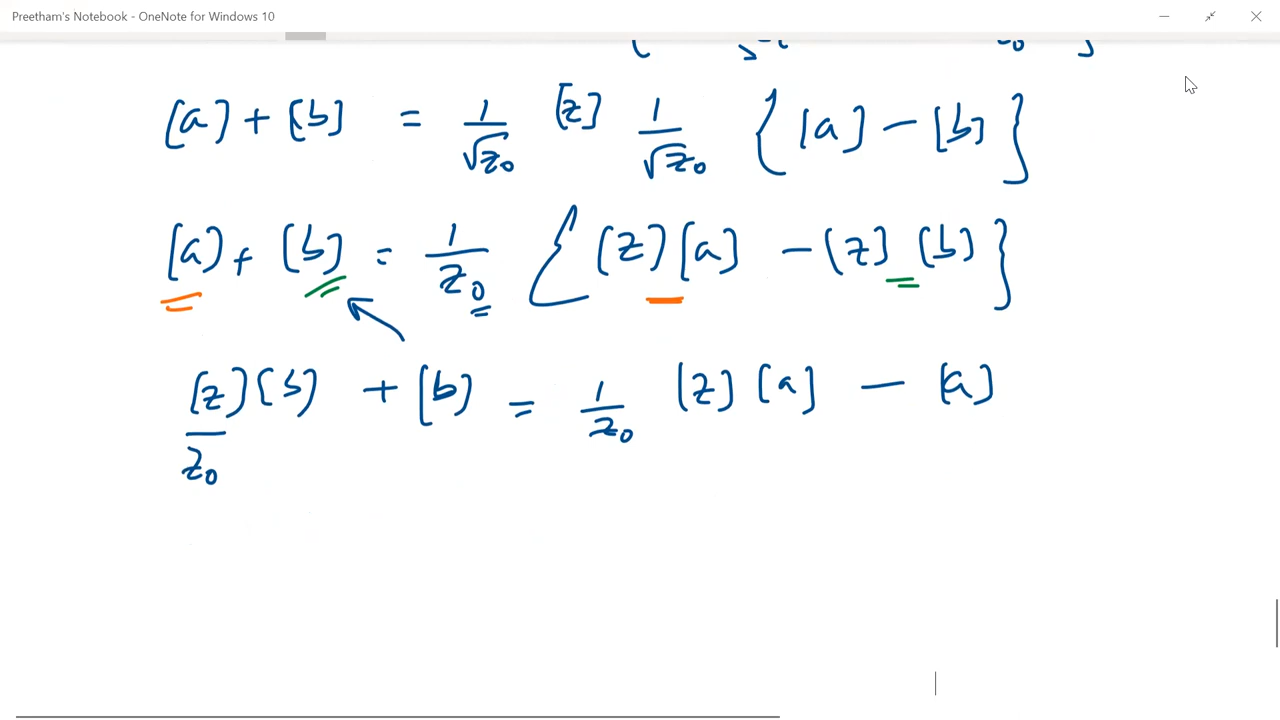 Preetham's Notebook - OneNote for Windows 10
[a] + [b] = 1/√z₀ [z] 1/√z₀ { [a] − [b] }
[a] + [b] = 1/z₀ { [z][a] − [z][b] }
[z][b]/z₀ + [b] = 1/z₀ [z][a] − [a]